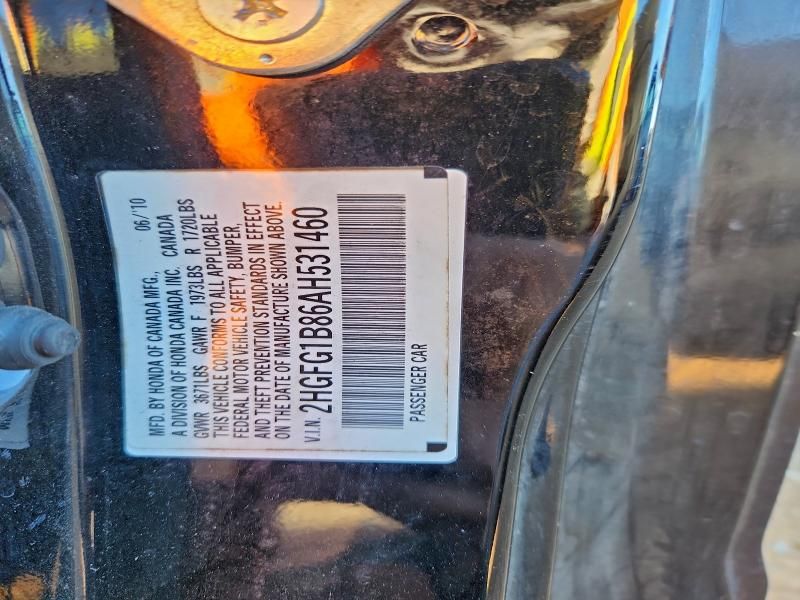 MFD. BY HONDA OF CANADA MFG., 06/'10
A DIVISION OF HONDA CANADA INC. CANADA
GVWR 3671LBS GAWR F 1973LBS R 1720LBS
THIS VEHICLE CONFORMS TO ALL APPLICABLE
FEDERAL MOTOR VEHICLE SAFETY, BUMPER,
AND THEFT PREVENTION STANDARDS IN EFFECT
ON THE DATE OF MANUFACTURE SHOWN ABOVE.
V.I.N. 2HGFG1B86AH531460
PASSENGER CAR